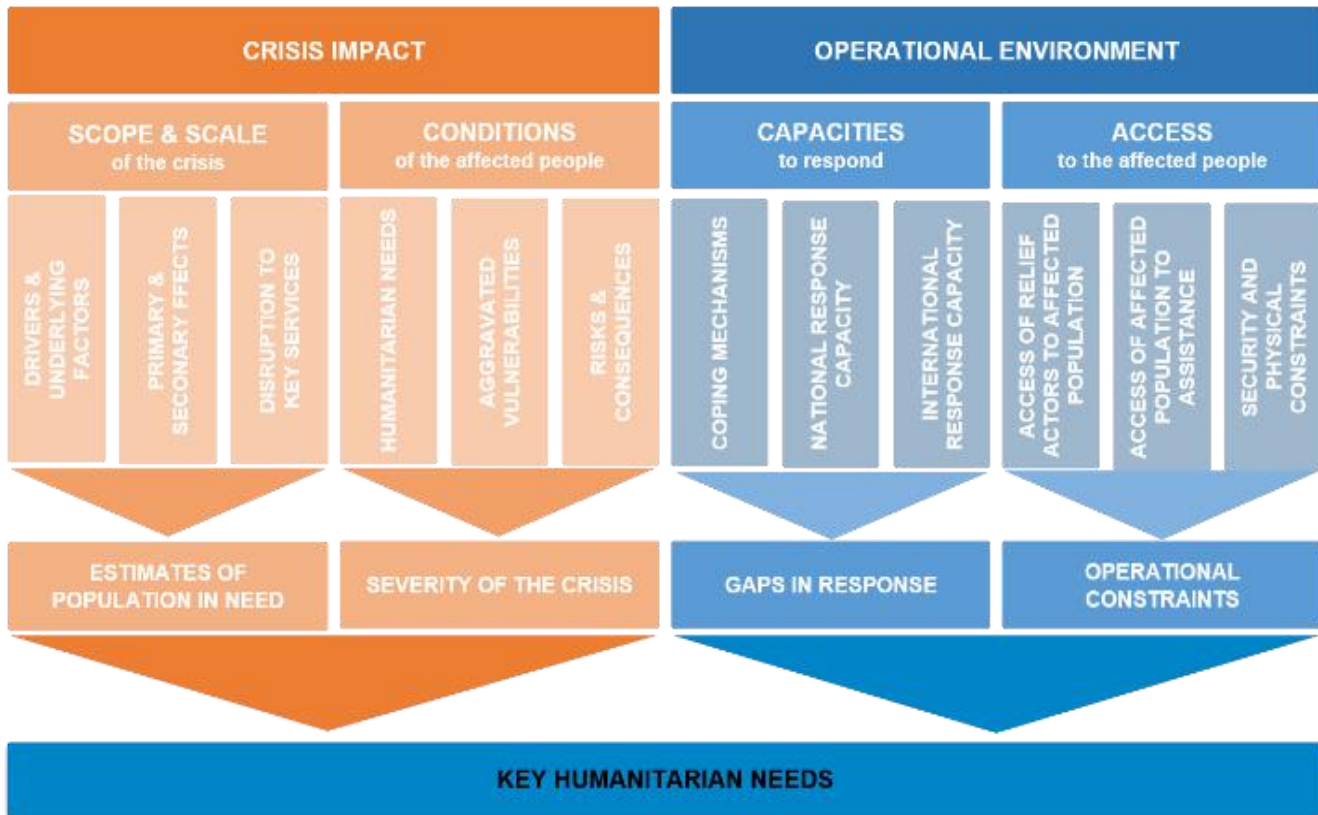 CRISIS IMPACT
OPERATIONAL ENVIRONMENT
SCOPE & SCALE
of the crisis
CONDITIONS
of the affected people
CAPACITIES
to respond
ACCESS
to the affected people
DRIVERS &
UNDERLYING
FACTORS
PRIMARY &
SECONARY FFECTS
DISRUPTION TO
KEY SERVICES
HUMANITARIAN NEEDS
AGGRAVATED
VULNERABILITIES
RISKS &
CONSEQUENCES
COPING MECHANISMS
NATIONAL RESPONSE
CAPACITY
INTERNATIONAL
RESPONSE CAPACITY
ACCESS OF RELIEF
ACTORS TO AFFECTED
POPULATION
ACCESS OF AFFECTED
POPULATION TO
ASSISTANCE
SECURITY AND
PHYSICAL
CONSTRAINTS
ESTIMATES OF
POPULATION IN NEED
SEVERITY OF THE CRISIS
GAPS IN RESPONSE
OPERATIONAL
CONSTRAINTS
KEY HUMANITARIAN NEEDS